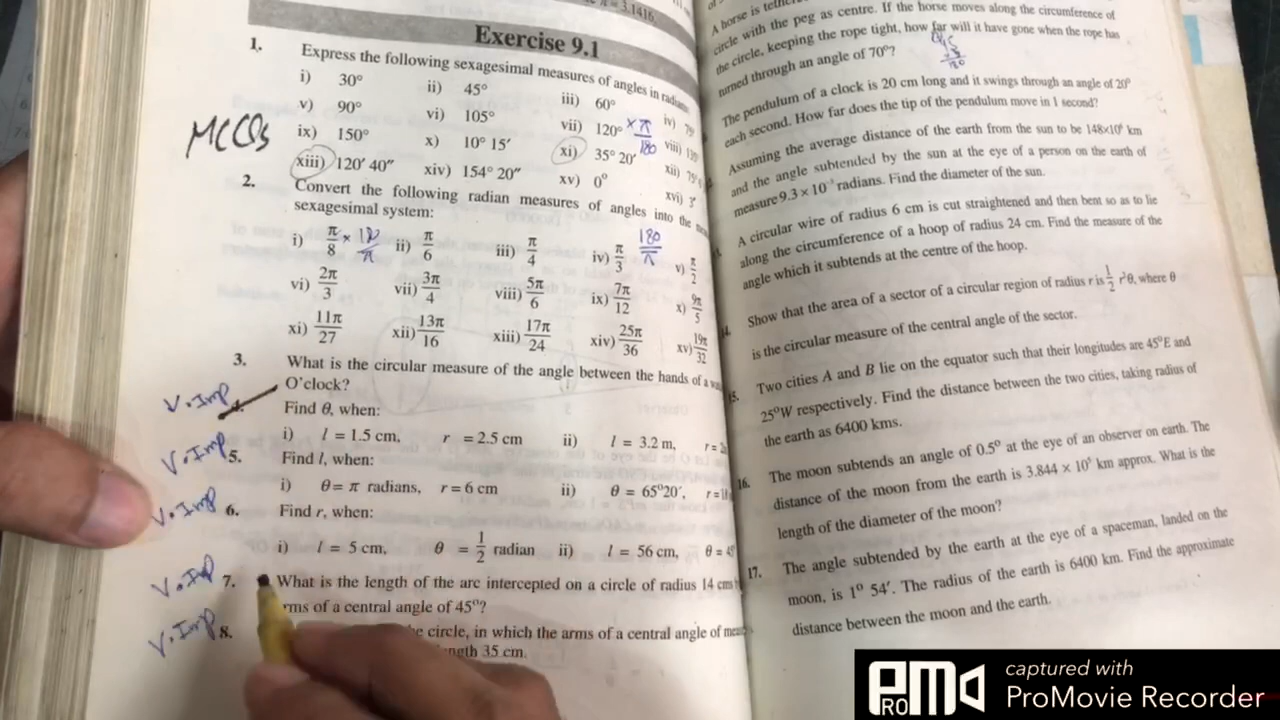 π = 3.1416.
Exercise 9.1
1. Express the following sexagesimal measures of angles in radians
i) 30° ii) 45° iii) 60° iv)
v) 90° vi) 105° vii) 120° × π/180 viii)
MCQs
ix) 150° x) 10° 15′ xi) 35° 20′ xii) 75°
xiii) 120′ 40″ xiv) 154° 20″ xv) 0° xvi) 3″
2. Convert the following radian measures of angles into the
sexagesimal system:
i) π/8 × 180/π ii) π/6 iii) π/4 iv) π/3 180/π v) π/2
vi) 2π/3 vii) 3π/4 viii) 5π/6 ix) 7π/12 x) 9π/5
xi) 11π/27 xii) 13π/16 xiii) 17π/24 xiv) 25π/36 xv) 19π/32
3. What is the circular measure of the angle between the hands of a
O'clock?
V.Imp
4. Find θ, when:
i) l = 1.5 cm, r = 2.5 cm ii) l = 3.2 m, r =
V.Imp 5. Find l, when:
i) θ = π radians, r = 6 cm ii) θ = 65°20′, r =
V.Imp 6. Find r, when:
i) l = 5 cm, θ = 1/2 radian ii) l = 56 cm, θ = 45°
V.Imp 7. What is the length of the arc intercepted on a circle of radius 14 cms
arms of a central angle of 45°?
V.Imp 8. the circle, in which the arms of a central angle of
length 35 cm.
A horse is
circle with the peg as centre. If the horse moves along the circumference of
the circle, keeping the rope tight, how far will it have gone when the rope has
turned through an angle of 70°?
The pendulum of a clock is 20 cm long and it swings through an angle of 20°
each second. How far does the tip of the pendulum move in 1 second?
Assuming the average distance of the earth from the sun to be 148×10⁶ km
and the angle subtended by the sun at the eye of a person on the earth of
measure 9.3 × 10⁻³ radians. Find the diameter of the sun.
A circular wire of radius 6 cm is cut straightened and then bent so as to lie
along the circumference of a hoop of radius 24 cm. Find the measure of the
angle which it subtends at the centre of the hoop.
14. Show that the area of a sector of a circular region of radius r is 1/2 r²θ, where θ
is the circular measure of the central angle of the sector.
15. Two cities A and B lie on the equator such that their longitudes are 45°E and
25°W respectively. Find the distance between the two cities, taking radius of
the earth as 6400 kms.
16. The moon subtends an angle of 0.5° at the eye of an observer on earth. The
distance of the moon from the earth is 3.844 × 10⁵ km approx. What is the
length of the diameter of the moon?
17. The angle subtended by the earth at the eye of a spaceman, landed on the
moon, is 1° 54′. The radius of the earth is 6400 km. Find the approximate
distance between the moon and the earth.
PRO M
captured with
ProMovie Recorder